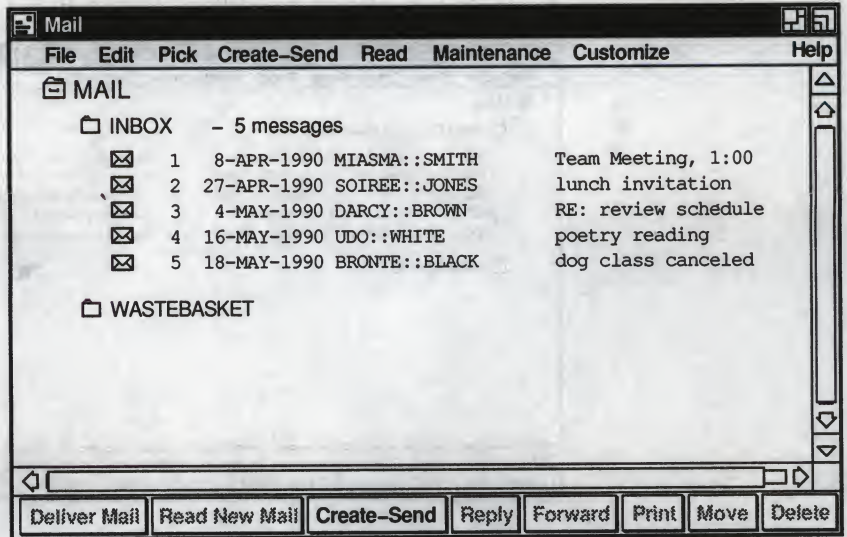 Mail
File Edit Pick Create–Send Read Maintenance Customize Help
MAIL
INBOX – 5 messages
1 8-APR-1990 MIASMA::SMITH Team Meeting, 1:00
2 27-APR-1990 SOIREE::JONES lunch invitation
3 4-MAY-1990 DARCY::BROWN RE: review schedule
4 16-MAY-1990 UDO::WHITE poetry reading
5 18-MAY-1990 BRONTE::BLACK dog class canceled
WASTEBASKET
Deliver Mail Read New Mail Create–Send Reply Forward Print Move Delete